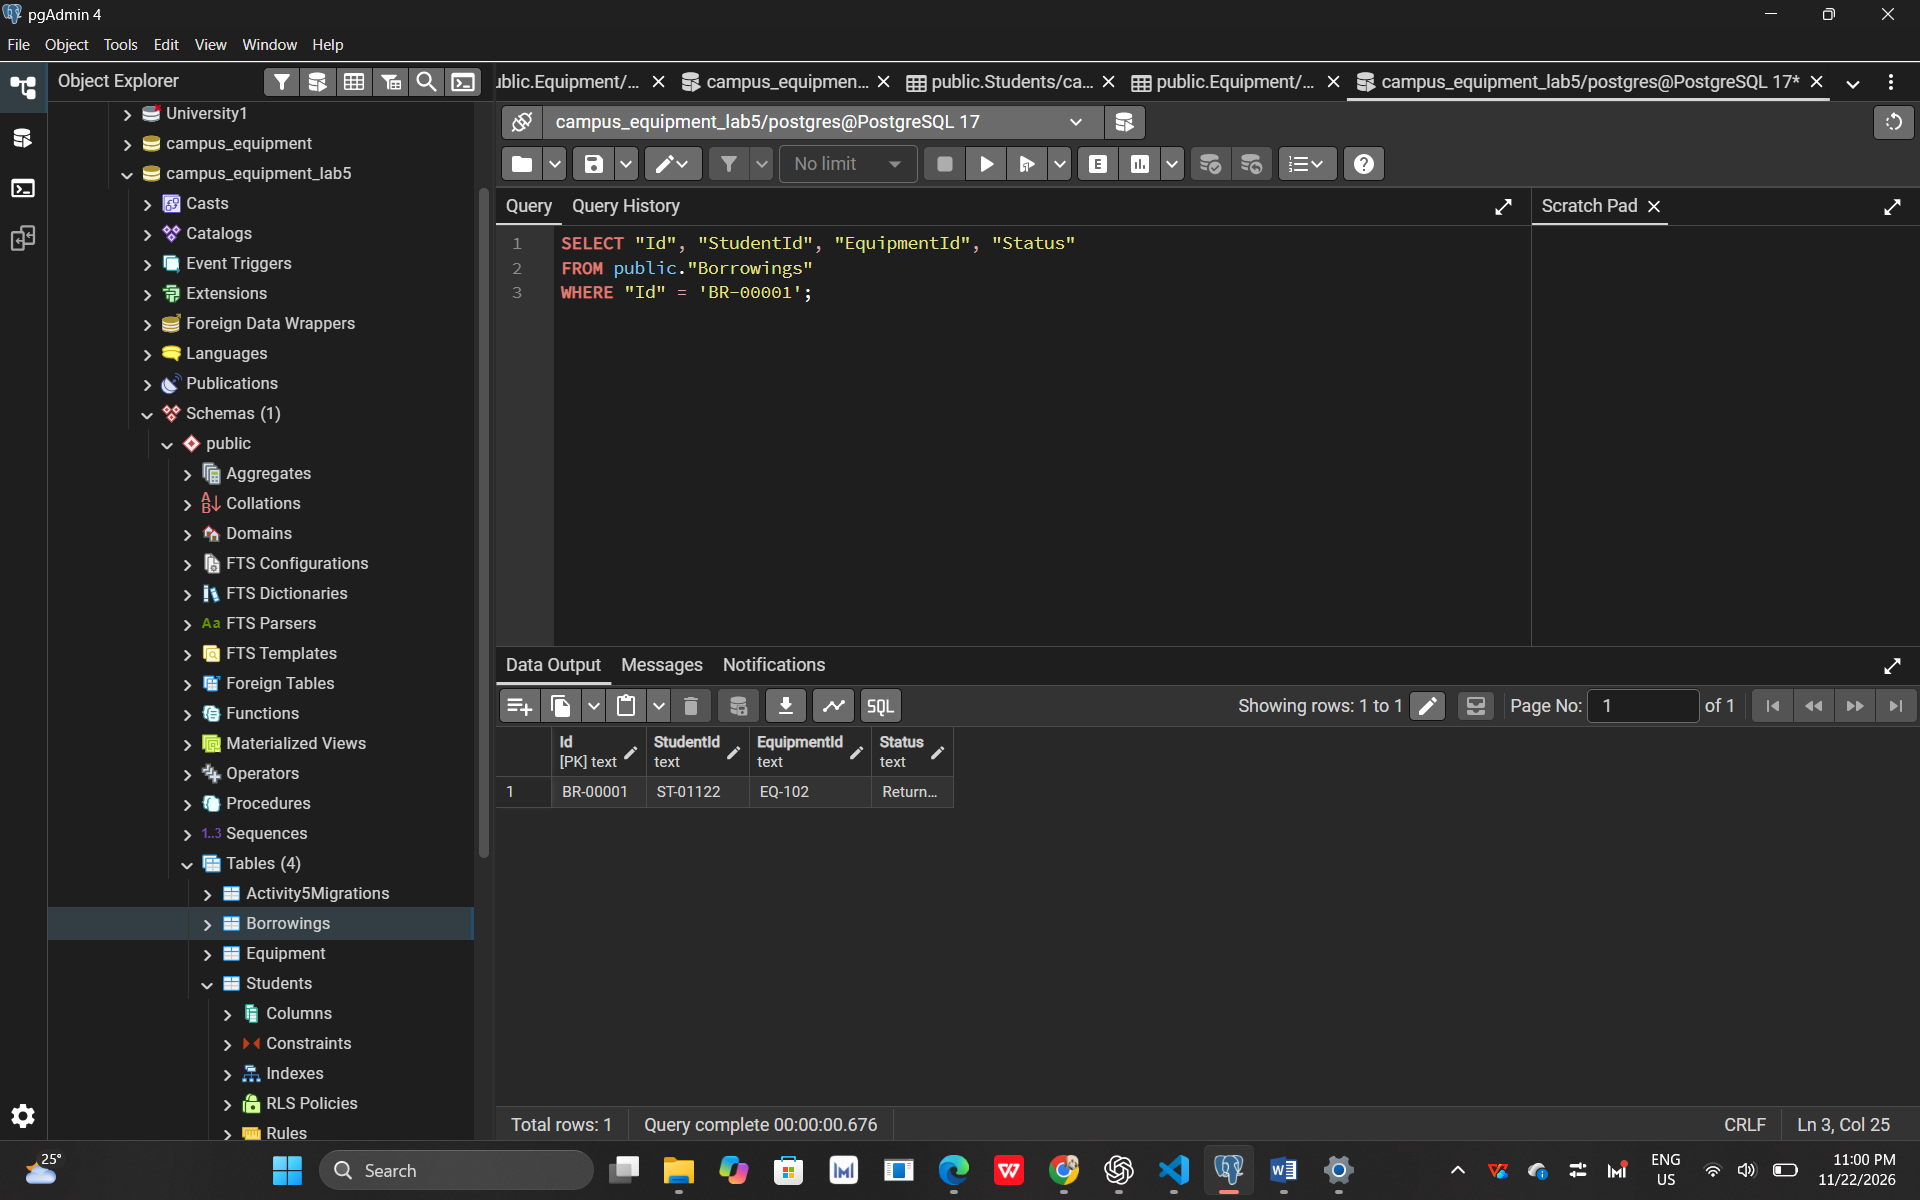 pgAdmin 4
File Object Tools Edit View Window Help
Object Explorer
ublic.Equipment/... campus_equipmen... public.Students/ca... public.Equipment/... campus_equipment_lab5/postgres@PostgreSQL 17*
University1
campus_equipment
campus_equipment_lab5
Casts
Catalogs
Event Triggers
Extensions
Foreign Data Wrappers
Languages
Publications
Schemas (1)
public
Aggregates
Collations
Domains
FTS Configurations
FTS Dictionaries
Aa FTS Parsers
FTS Templates
Foreign Tables
Functions
Materialized Views
Operators
Procedures
1..3 Sequences
Tables (4)
Activity5Migrations
Borrowings
Equipment
Students
Columns
Constraints
Indexes
RLS Policies
Rules
campus_equipment_lab5/postgres@PostgreSQL 17
No limit
E
Query Query History
Scratch Pad
1 SELECT "Id", "StudentId", "EquipmentId", "Status"
2 FROM public."Borrowings"
3 WHERE "Id" = 'BR-00001';
Data Output Messages Notifications
SQL
Showing rows: 1 to 1
Page No: 1 of 1
Id StudentId EquipmentId Status
[PK] text text text text
1 BR-00001 ST-01122 EQ-102 Return...
Total rows: 1 Query complete 00:00:00.676
CRLF Ln 3, Col 25
25°
Search
ENG
US
11:00 PM
11/22/2026